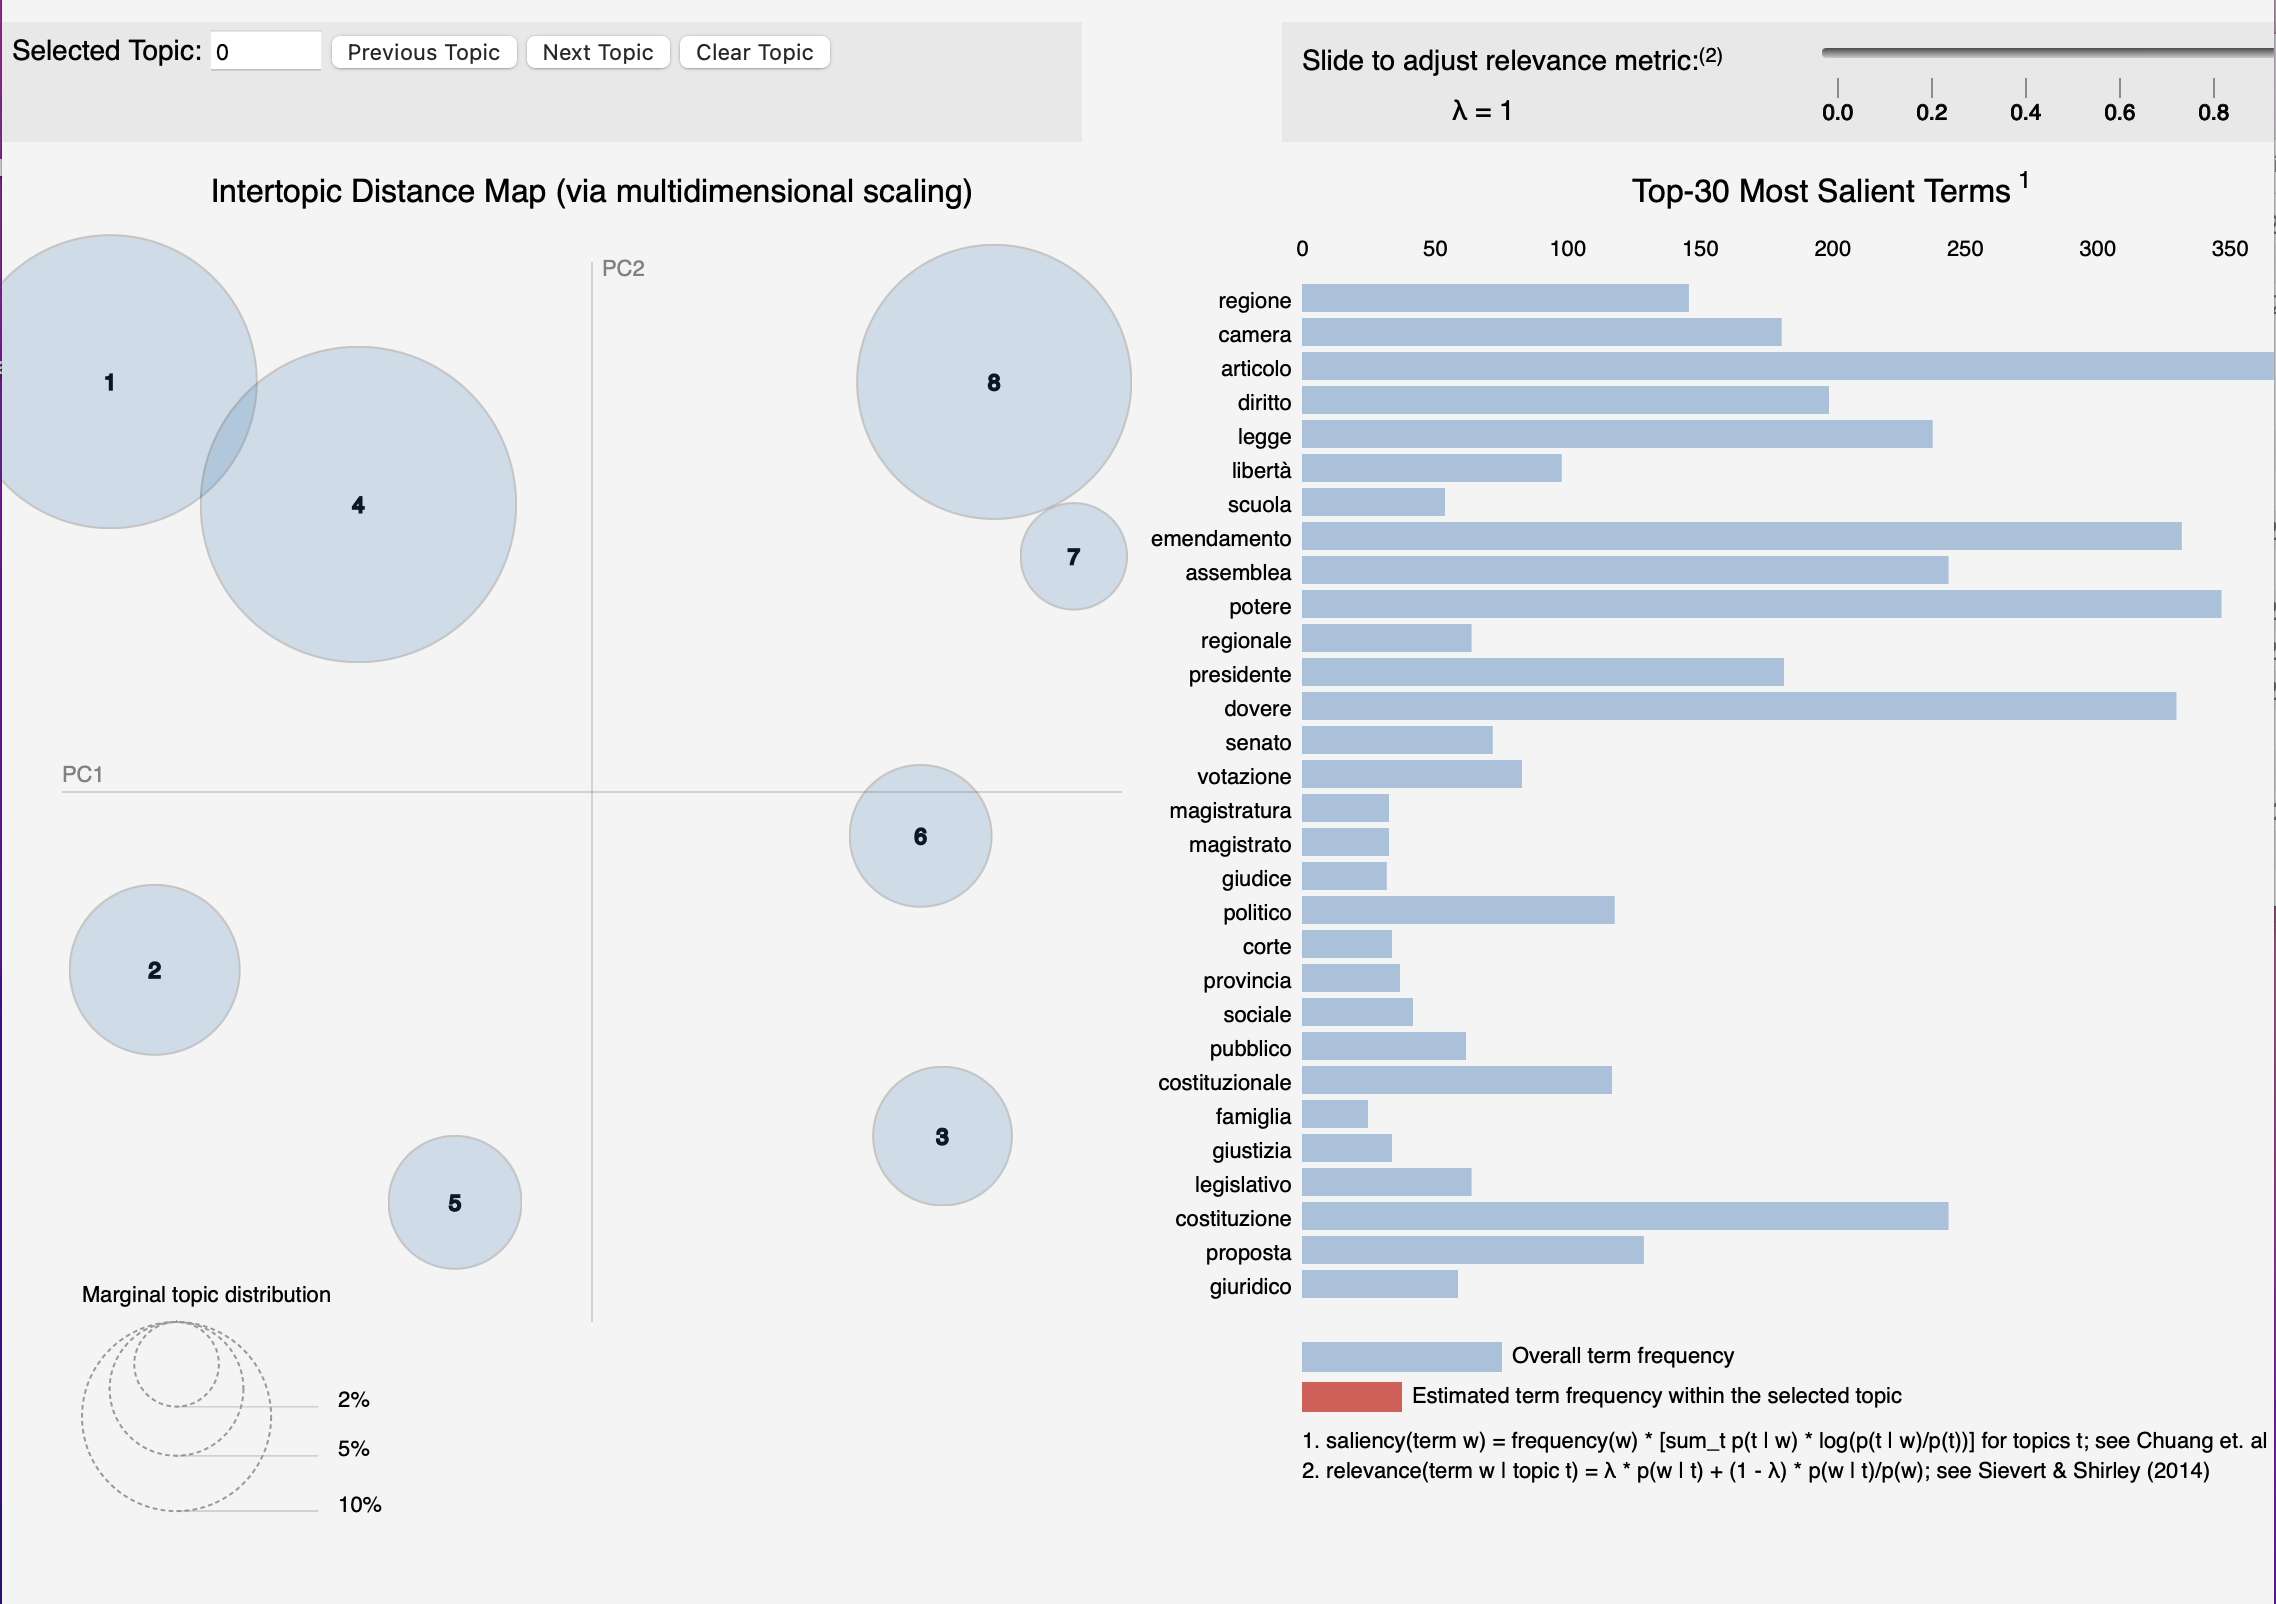 Selected Topic: 0 Previous Topic Next Topic Clear Topic
Slide to adjust relevance metric:(2)
λ = 1
0.0 0.2 0.4 0.6 0.8
Intertopic Distance Map (via multidimensional scaling)
PC2
PC1
1
4
8
7
6
2
3
5
Marginal topic distribution
2%
5%
10%
Top-30 Most Salient Terms 1
0 50 100 150 200 250 300 350
regione
camera
articolo
diritto
legge
libertà
scuola
emendamento
assemblea
potere
regionale
presidente
dovere
senato
votazione
magistratura
magistrato
giudice
politico
corte
provincia
sociale
pubblico
costituzionale
famiglia
giustizia
legislativo
costituzione
proposta
giuridico
Overall term frequency
Estimated term frequency within the selected topic
1. saliency(term w) = frequency(w) * [sum_t p(t | w) * log(p(t | w)/p(t))] for topics t; see Chuang et. al
2. relevance(term w | topic t) = λ * p(w | t) + (1 - λ) * p(w | t)/p(w); see Sievert & Shirley (2014)